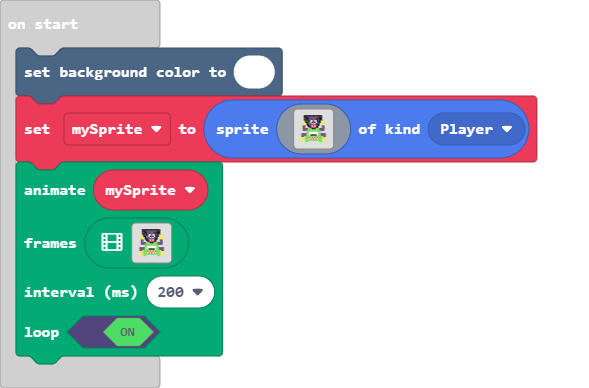 on start
set background color to
set mySprite to sprite of kind Player
animate mySprite
frames
interval (ms) 200
loop ON